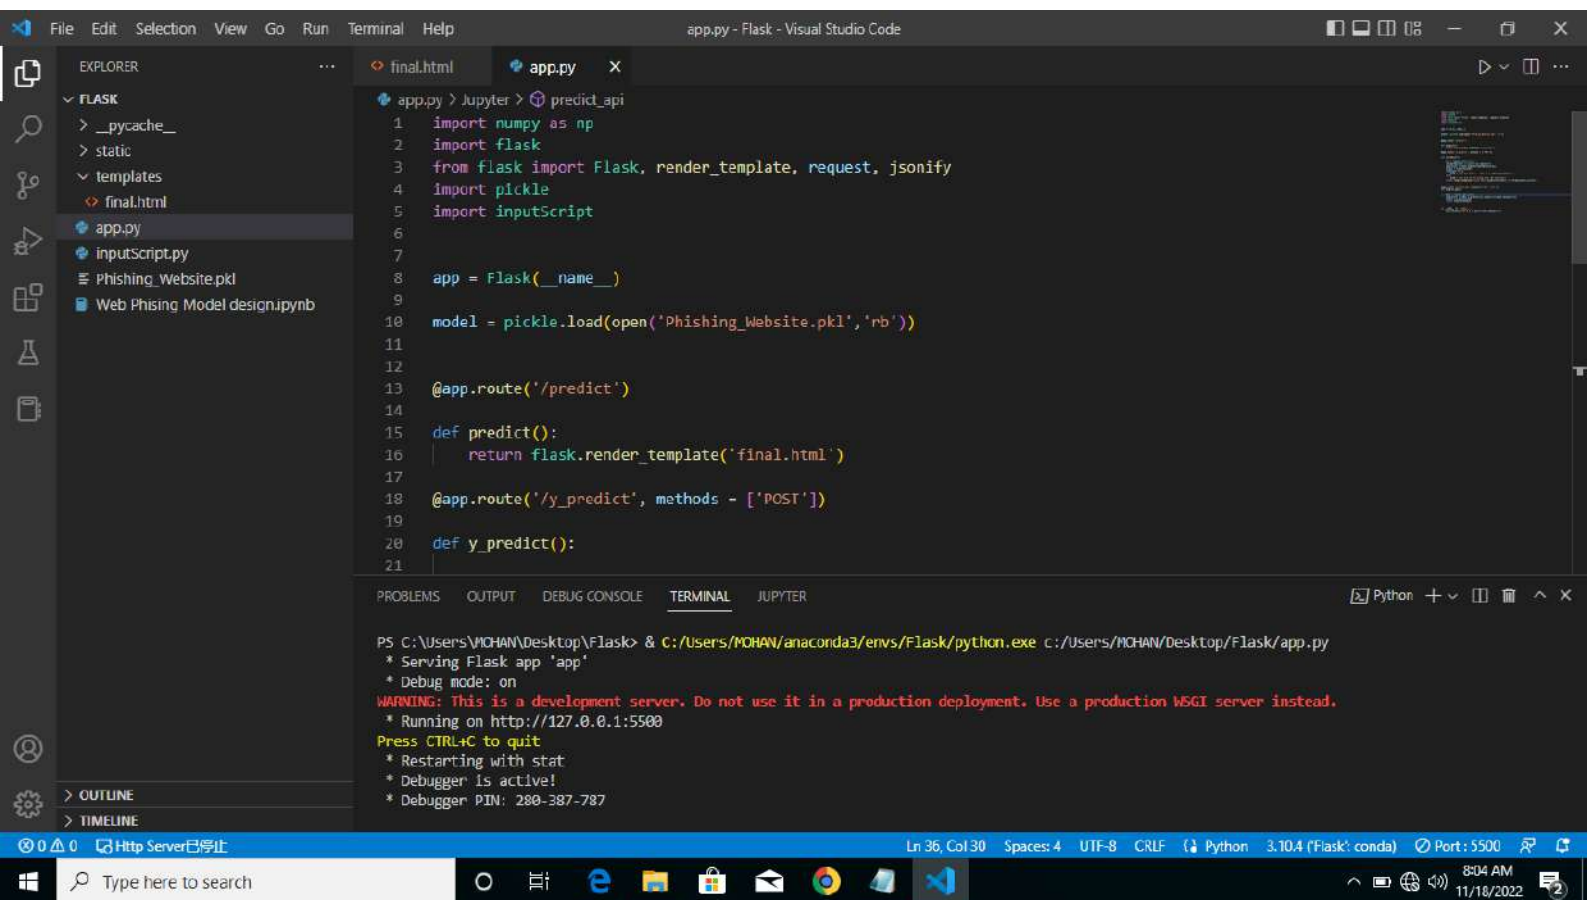 File Edit Selection View Go Run Terminal Help
app.py - Flask - Visual Studio Code
EXPLORER
FLASK
__pycache__
static
templates
final.html
app.py
inputScript.py
Phishing_Website.pkl
Web Phising Model design.ipynb
OUTLINE
TIMELINE
final.html app.py
app.py > Jupyter > predict_api
1 import numpy as np
2 import flask
3 from flask import Flask, render_template, request, jsonify
4 import pickle
5 import inputScript
6
7
8 app = Flask(__name__)
9
10 model = pickle.load(open('Phishing_Website.pkl','rb'))
11
12
13 @app.route('/predict')
14
15 def predict():
16 return flask.render_template('final.html')
17
18 @app.route('/y_predict', methods = ['POST'])
19
20 def y_predict():
21
PROBLEMS OUTPUT DEBUG CONSOLE TERMINAL JUPYTER
Python
PS C:\Users\MOHAN\Desktop\Flask> & C:/Users/MOHAN/anaconda3/envs/Flask/python.exe c:/Users/MOHAN/Desktop/Flask/app.py
* Serving Flask app 'app'
* Debug mode: on
WARNING: This is a development server. Do not use it in a production deployment. Use a production WSGI server instead.
* Running on http://127.0.0.1:5500
Press CTRL+C to quit
* Restarting with stat
* Debugger is active!
* Debugger PIN: 280-387-787
0 0 Http Server已停止
Ln 36, Col 30 Spaces: 4 UTF-8 CRLF Python 3.10.4 ('Flask': conda) Port : 5500
Type here to search
8:04 AM
11/18/2022
2